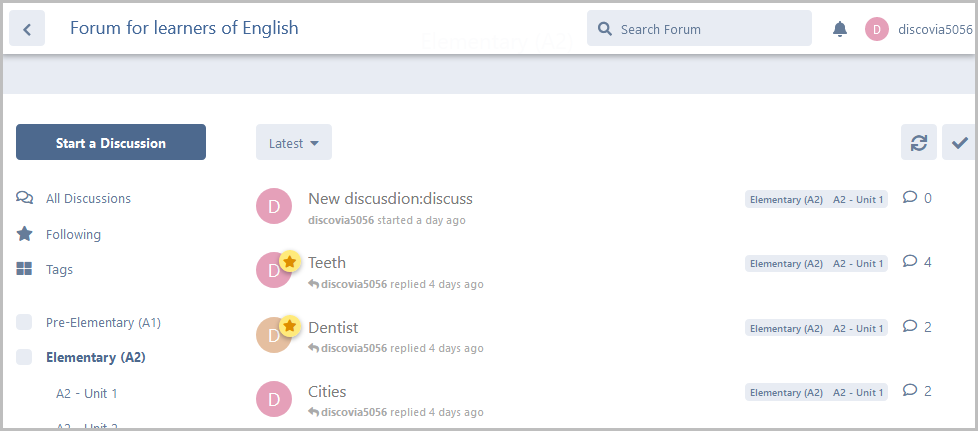 Forum for learners of English
Search Forum
D
discovia5056
Elementary (A2)
Start a Discussion
Latest
All Discussions
Following
Tags
Pre-Elementary (A1)
Elementary (A2)
A2 - Unit 1
A2 - Unit 2
D
New discusdion:discuss
discovia5056 started a day ago
Elementary (A2) A2 - Unit 1
0
D
Teeth
discovia5056 replied 4 days ago
Elementary (A2) A2 - Unit 1
4
D
Dentist
discovia5056 replied 4 days ago
Elementary (A2) A2 - Unit 1
2
D
Cities
discovia5056 replied 4 days ago
Elementary (A2) A2 - Unit 1
2